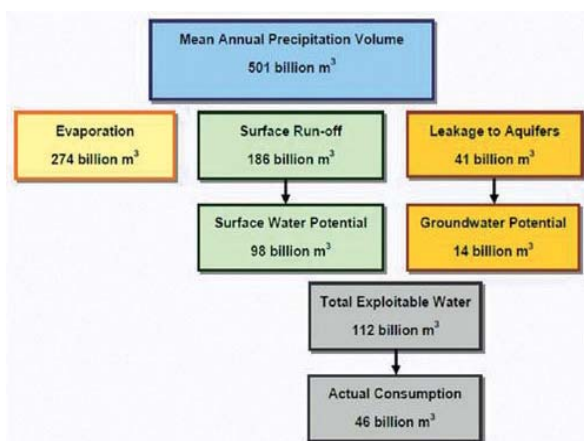 Mean Annual Precipitation Volume
501 billion m³
Evaporation
274 billion m³
Surface Run-off
186 billion m³
Leakage to Aquifers
41 billion m³
Surface Water Potential
98 billion m³
Groundwater Potential
14 billion m³
Total Exploitable Water
112 billion m³
Actual Consumption
46 billion m³